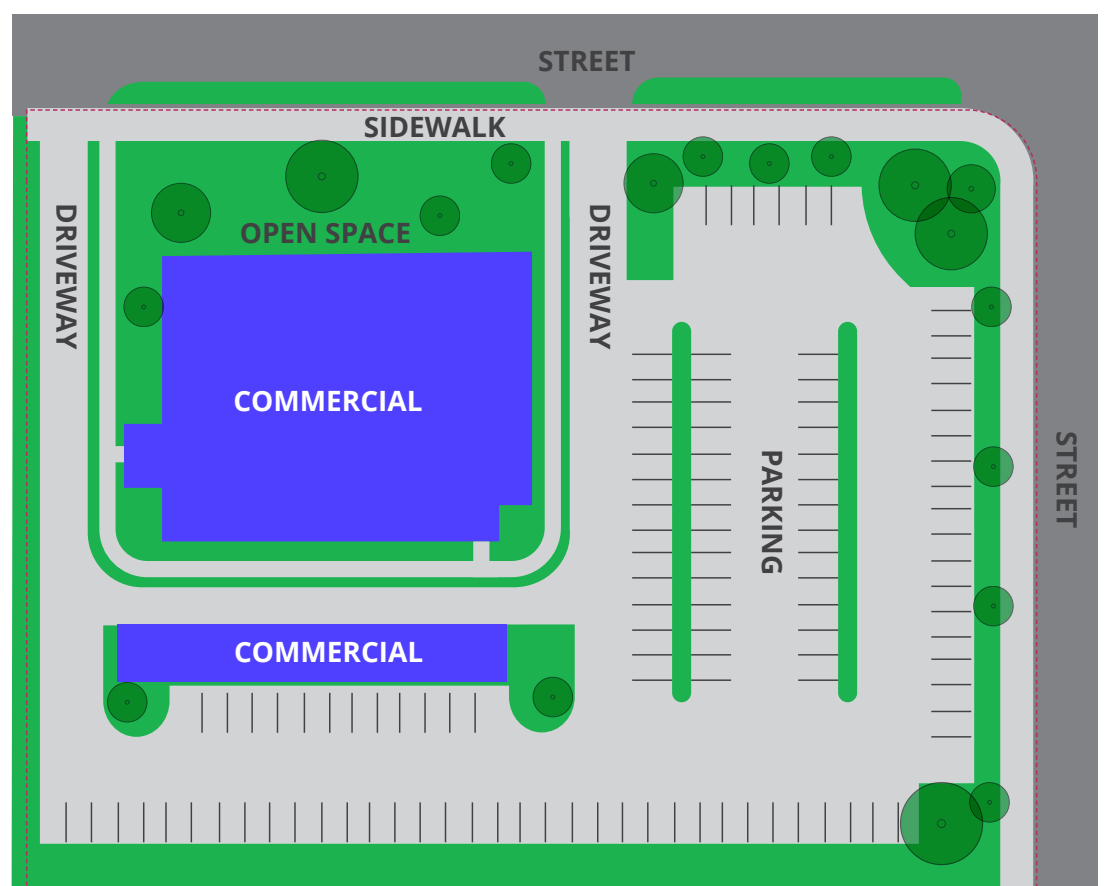 STREET
SIDEWALK
DRIVEWAY
OPEN SPACE
DRIVEWAY
COMMERCIAL
PARKING
STREET
COMMERCIAL